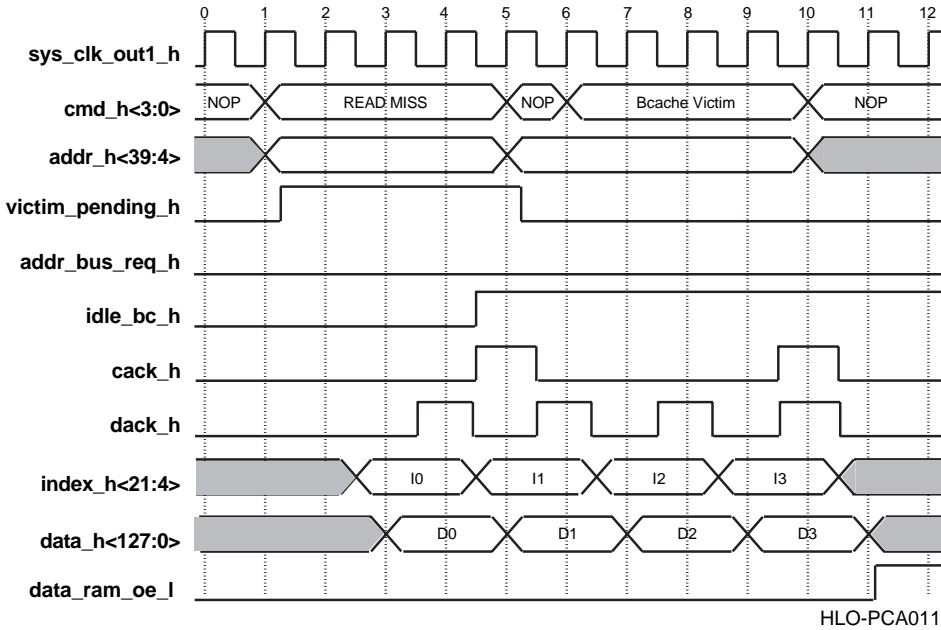 0 1 2 3 4 5 6 7 8 9 10 11 12
sys_clk_out1_h
cmd_h<3:0> NOP READ MISS NOP Bcache Victim NOP
addr_h<39:4>
victim_pending_h
addr_bus_req_h
idle_bc_h
cack_h
dack_h
index_h<21:4> I0 I1 I2 I3
data_h<127:0> D0 D1 D2 D3
data_ram_oe_l
HLO-PCA011